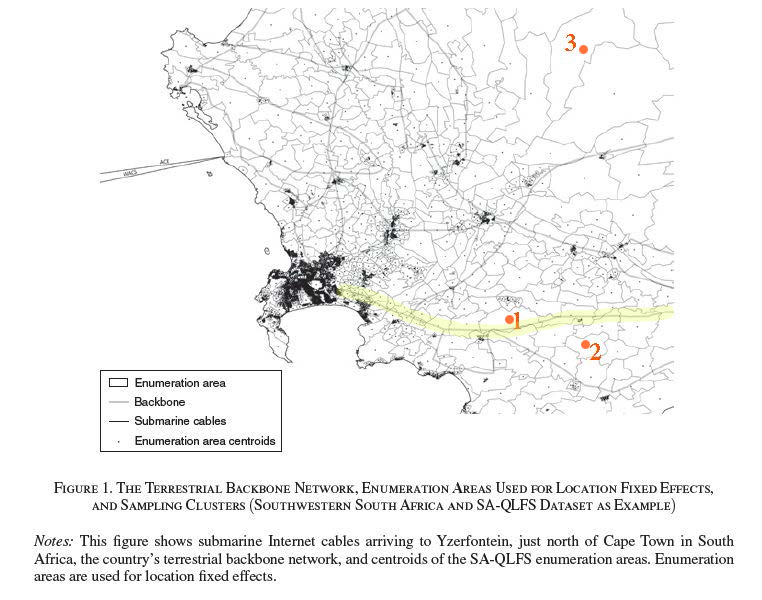 3
ACE
WACS
1
2
Enumeration area
Backbone
Submarine cables
Enumeration area centroids
FIGURE 1. THE TERRESTRIAL BACKBONE NETWORK, ENUMERATION AREAS USED FOR LOCATION FIXED EFFECTS,
AND SAMPLING CLUSTERS (SOUTHWESTERN SOUTH AFRICA AND SA-QLFS DATASET AS EXAMPLE)
Notes: This figure shows submarine Internet cables arriving to Yzerfontein, just north of Cape Town in South
Africa, the country’s terrestrial backbone network, and centroids of the SA-QLFS enumeration areas. Enumeration
areas are used for location fixed effects.